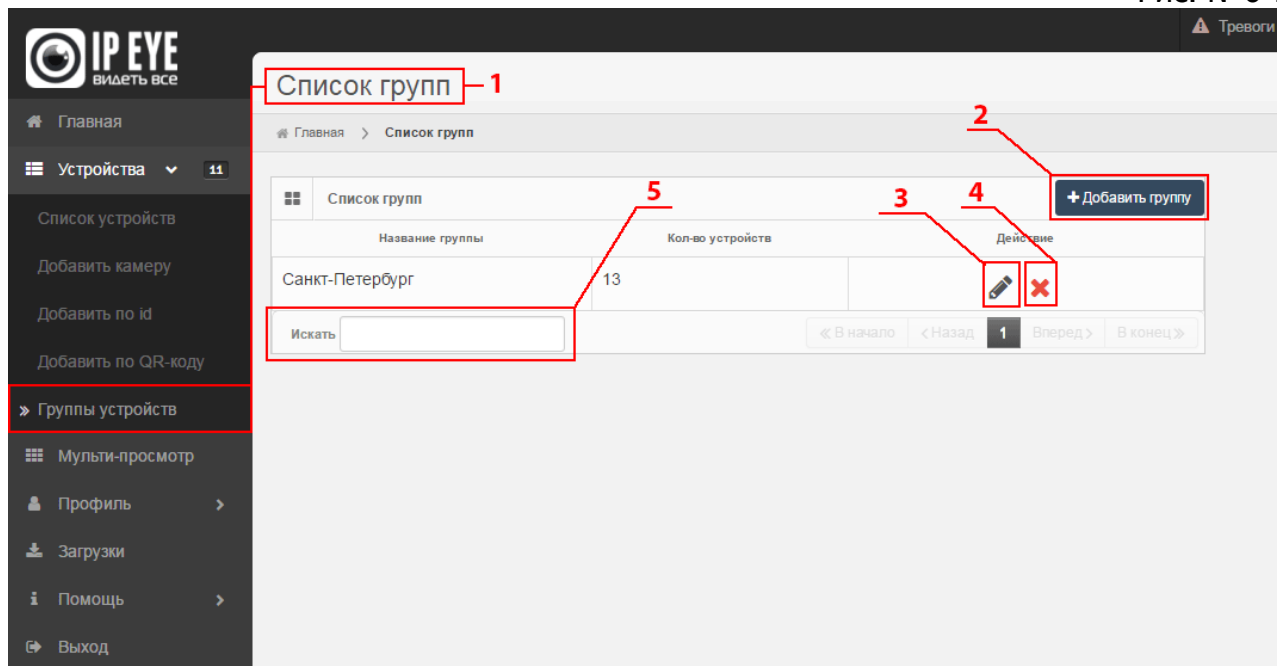 Тревоги
IP EYE
видеть все
Список групп
1
Главная
Главная > Список групп
2
Устройства 11
Список групп
5
3
4
+ Добавить группу
Список устройств
Название группы
Кол-во устройств
Действие
Добавить камеру
Санкт-Петербург
13
Добавить по id
Искать
« В начало
< Назад
1
Вперед >
В конец »
Добавить по QR-коду
» Группы устройств
Мульти-просмотр
Профиль >
Загрузки
Помощь >
Выход